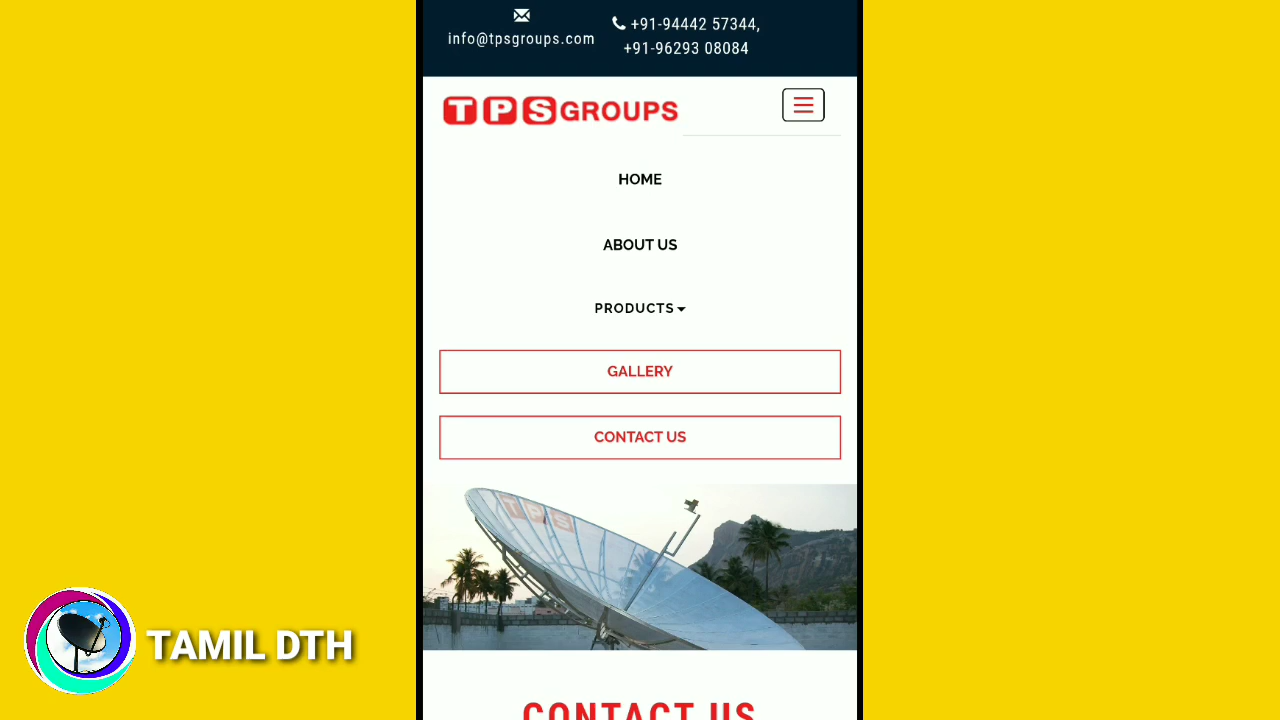 info@tpsgroups.com
+91-94442 57344,
+91-96293 08084
TPSGROUPS
HOME
ABOUT US
PRODUCTS
GALLERY
CONTACT US
TPS
TAMIL DTH
CONTACT US